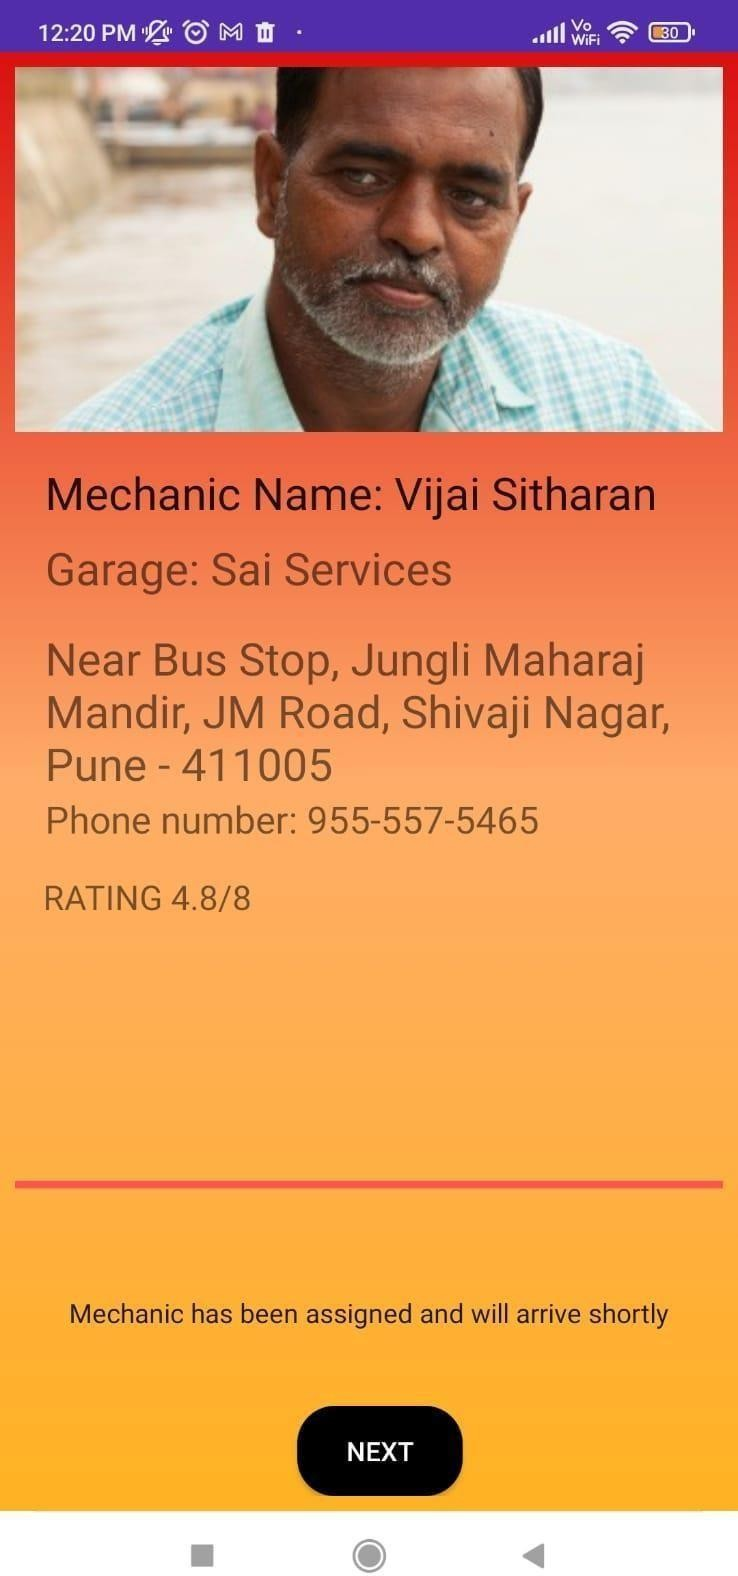 12:20 PM
Vo
WiFi
30
Mechanic Name: Vijai Sitharan
Garage: Sai Services
Near Bus Stop, Jungli Maharaj
Mandir, JM Road, Shivaji Nagar,
Pune - 411005
Phone number: 955-557-5465
RATING 4.8/8
Mechanic has been assigned and will arrive shortly
NEXT